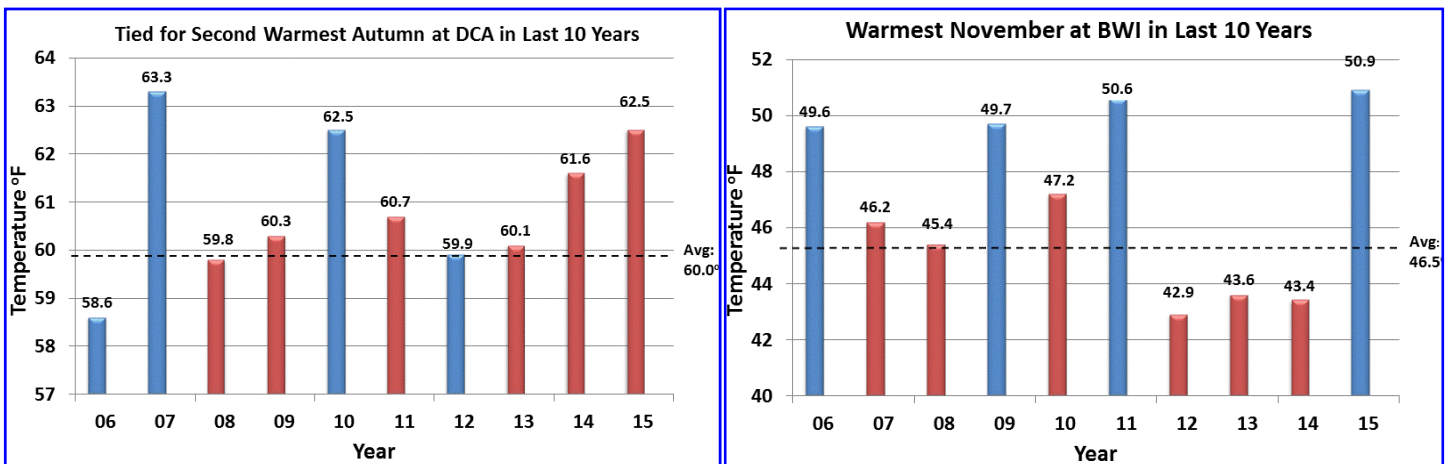 Tied for Second Warmest Autumn at DCA in Last 10 Years
Temperature ºF
64
63
62
61
60
59
58
57
58.6
63.3
59.8
60.3
62.5
60.7
59.9
60.1
61.6
62.5
Avg:
60.0º
06 07 08 09 10 11 12 13 14 15
Year
Warmest November at BWI in Last 10 Years
Temperature ºF
52
50
48
46
44
42
40
49.6
46.2
45.4
49.7
47.2
50.6
42.9
43.6
43.4
50.9
Avg:
46.5º
06 07 08 09 10 11 12 13 14 15
Year